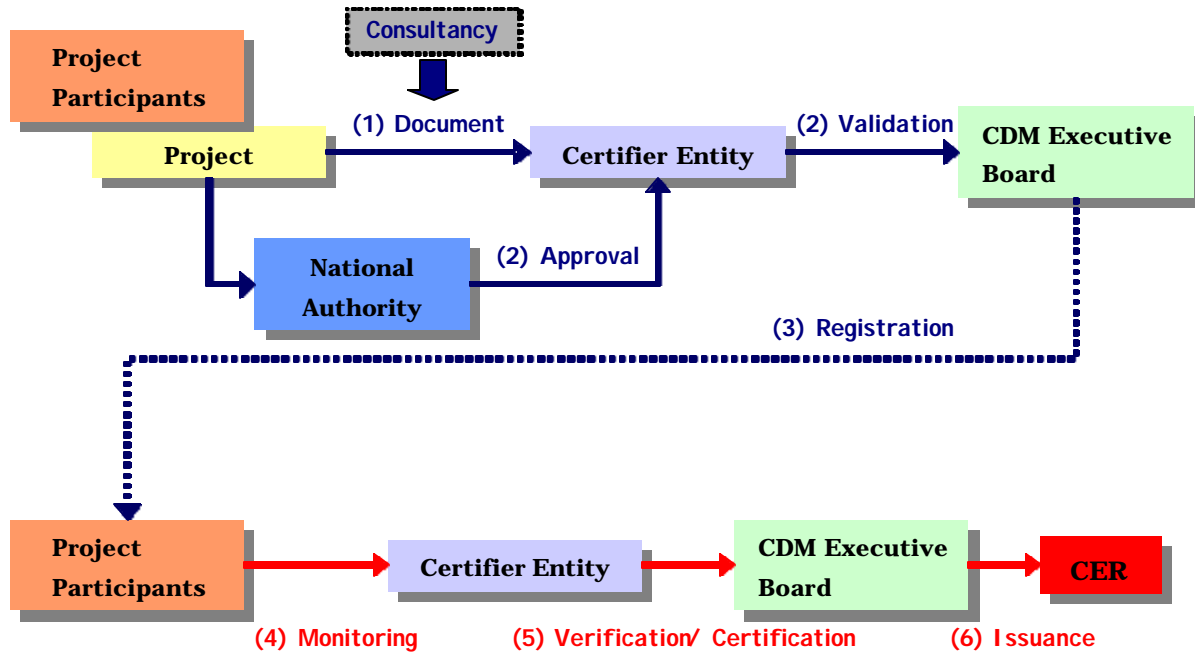 Consultancy
Project
Participants
(1) Document
(2) Validation
Project
Certifier Entity
CDM Executive
Board
National
Authority
(2) Approval
(3) Registration
Project
Participants
Certifier Entity
CDM Executive
Board
CER
(4) Monitoring
(5) Verification/ Certification
(6) Issuance